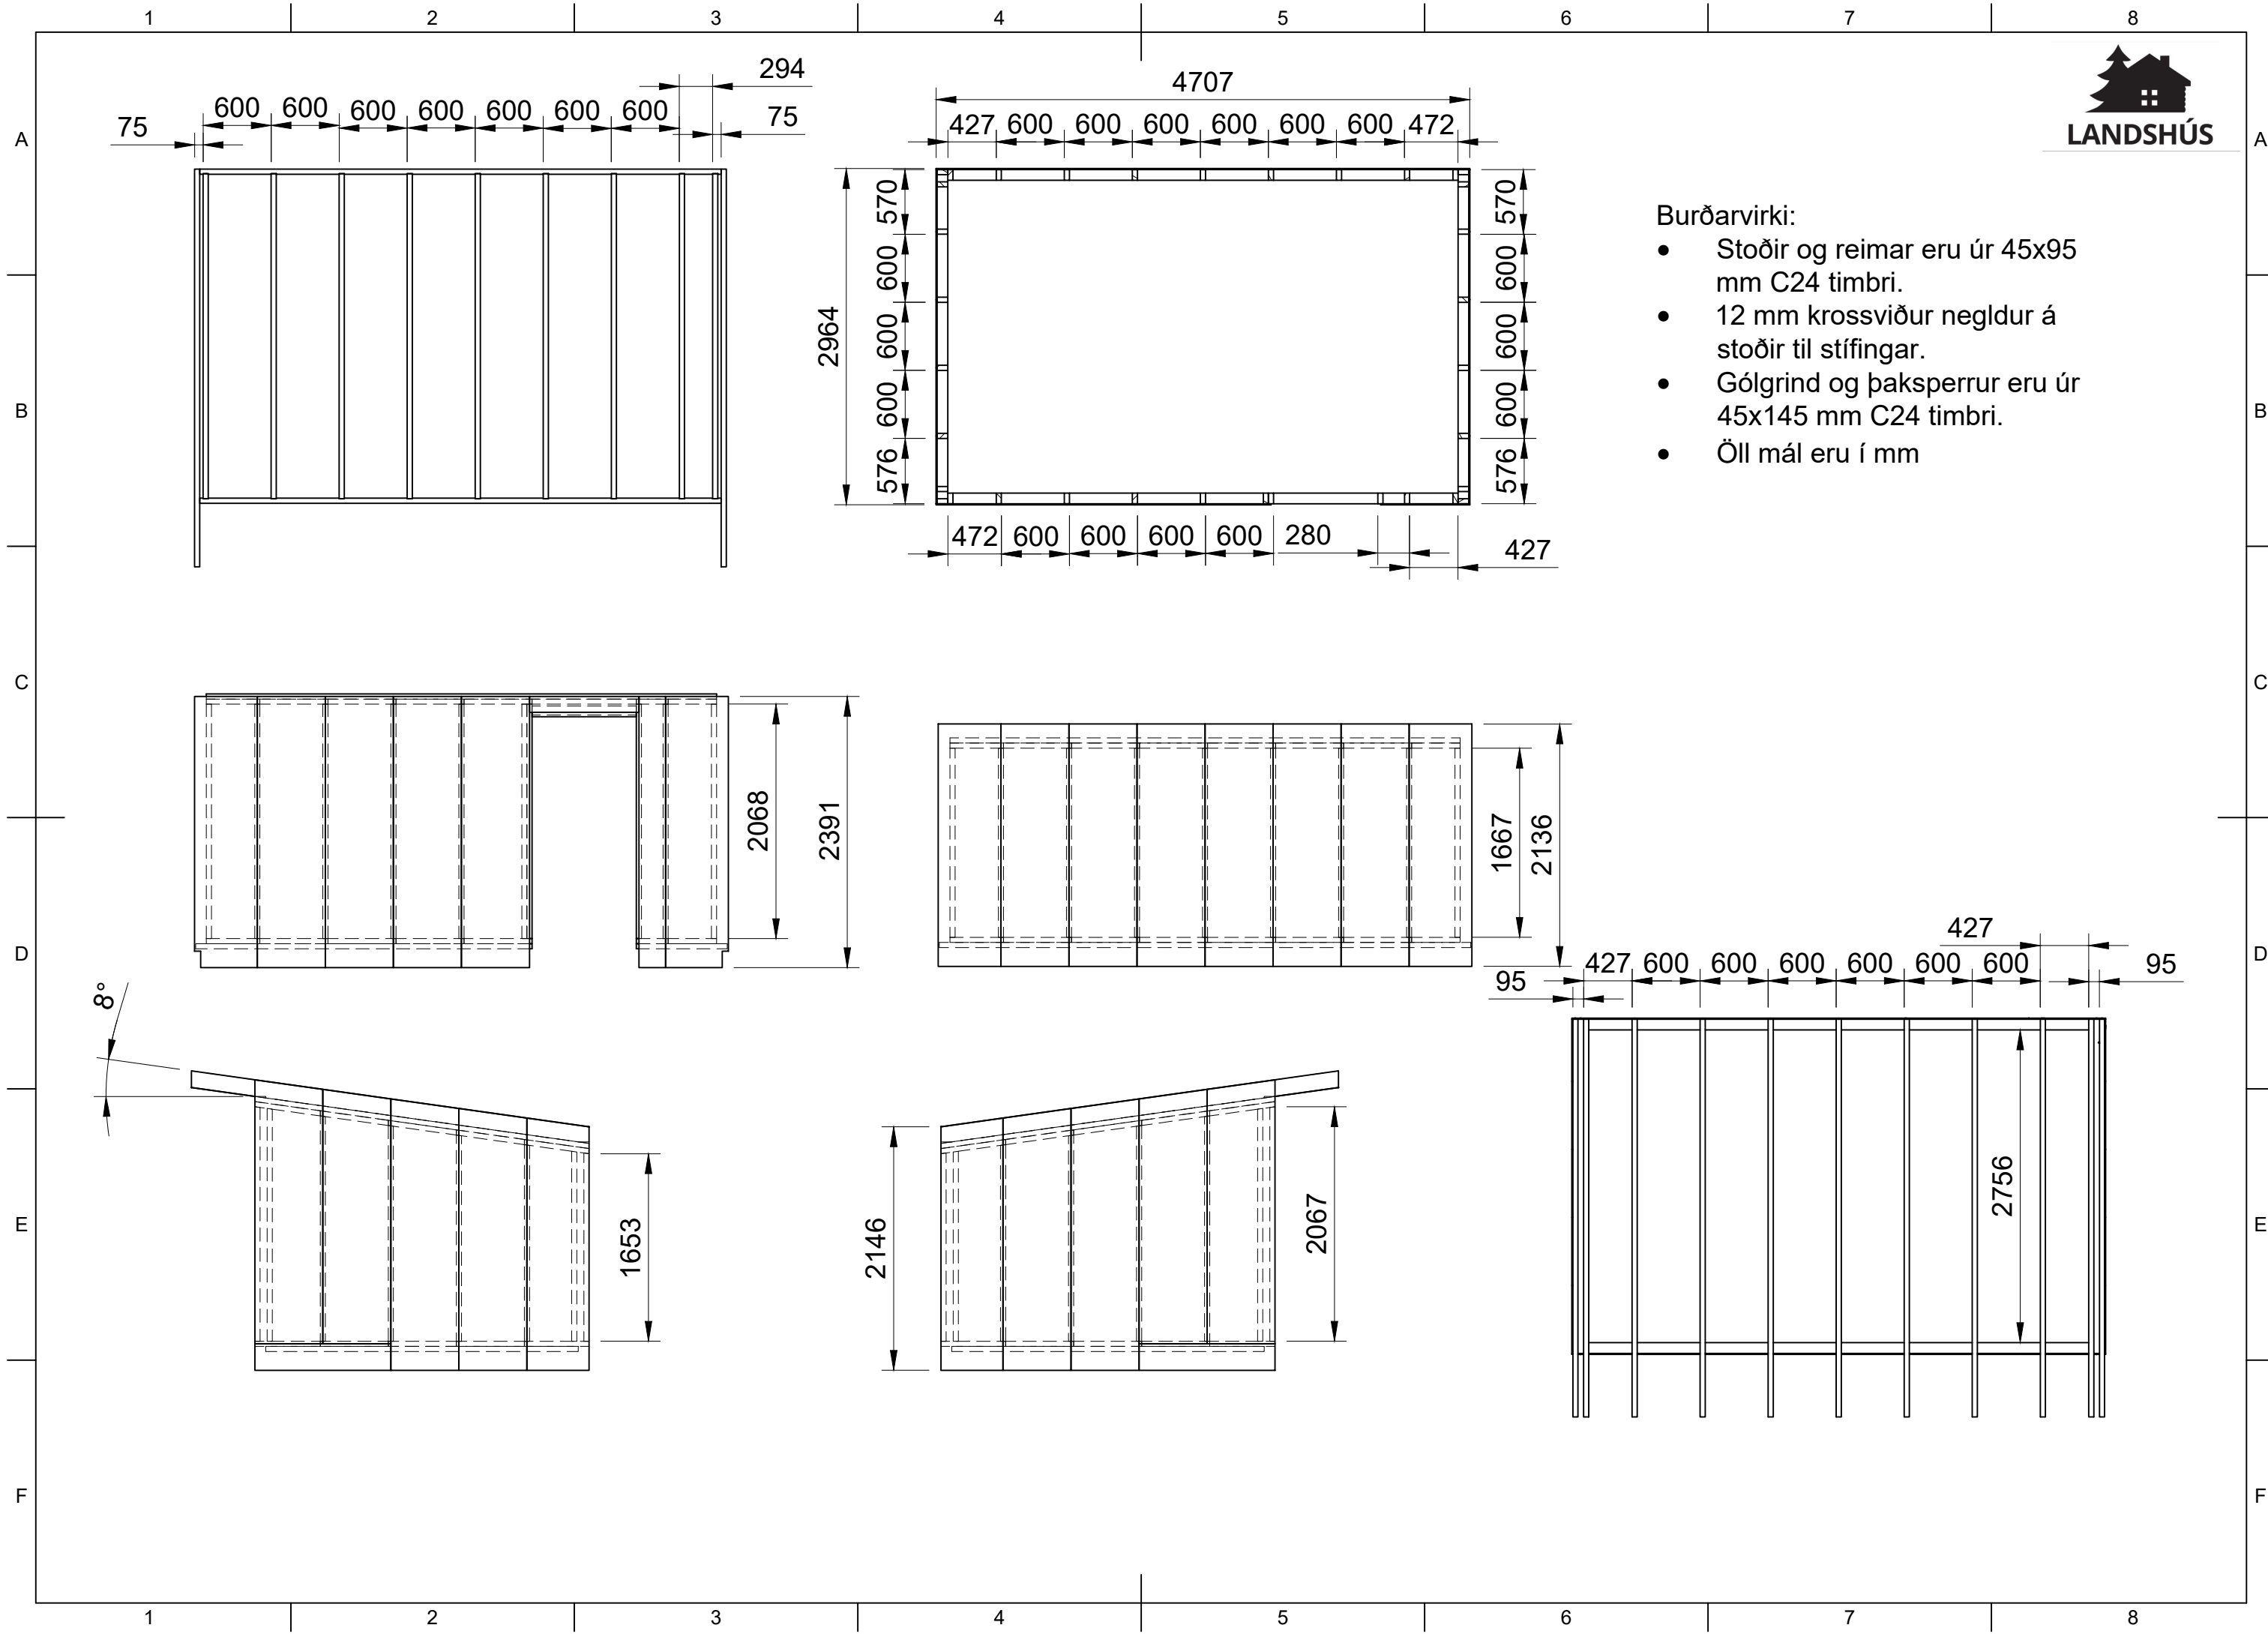 1 2 3 4 5 6 7 8
LANDSHÚS
A A
B B
C C
D D
E E
F F
294
600 600 600 600 600 600 600
75 75
4707
427 600 600 600 600 600 600 472
2964
570 570
600 600
600 600
600 600
576 576
472 600 600 600 600 280
427
Burðarvirki:
● Stoðir og reimar eru úr 45x95
mm C24 timbri.
● 12 mm krossviður negldur á
stoðir til stífingar.
● Gólgrind og þaksperrur eru úr
45x145 mm C24 timbri.
● Öll mál eru í mm
2068
2391
1667
2136
427
95 427 600 600 600 600 600 600 95
2756
8°
1653
2146
2067
1 2 3 4 5 6 7 8